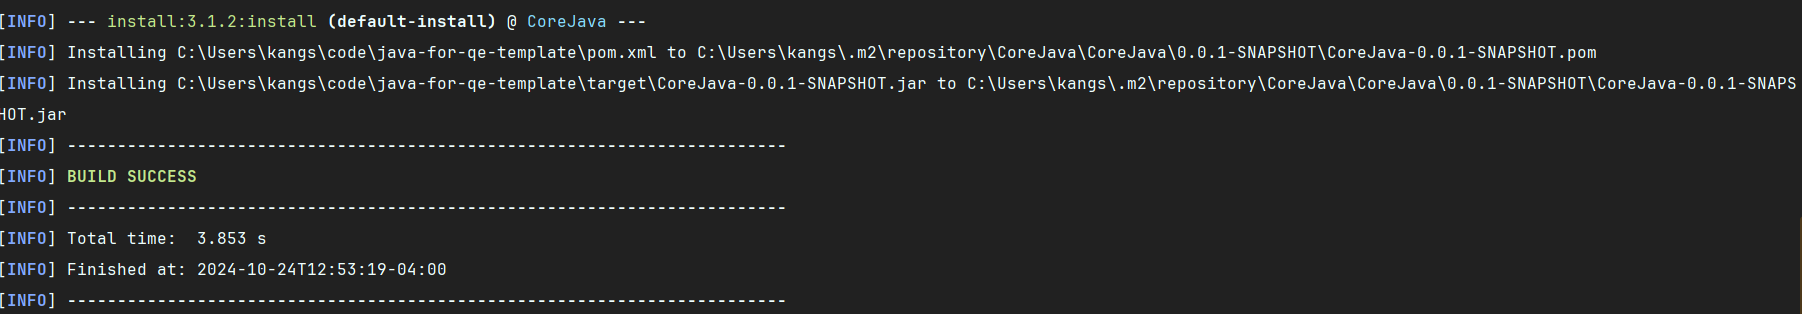 [INFO] --- install:3.1.2:install (default-install) @ CoreJava ---
[INFO] Installing C:\Users\kangs\code\java-for-qe-template\pom.xml to C:\Users\kangs\.m2\repository\CoreJava\CoreJava\0.0.1-SNAPSHOT\CoreJava-0.0.1-SNAPSHOT.pom
[INFO] Installing C:\Users\kangs\code\java-for-qe-template\target\CoreJava-0.0.1-SNAPSHOT.jar to C:\Users\kangs\.m2\repository\CoreJava\CoreJava\0.0.1-SNAPSHOT\CoreJava-0.0.1-SNAPS
HOT.jar
[INFO] ------------------------------------------------------------------------
[INFO] BUILD SUCCESS
[INFO] ------------------------------------------------------------------------
[INFO] Total time:  3.853 s
[INFO] Finished at: 2024-10-24T12:53:19-04:00
[INFO] ------------------------------------------------------------------------